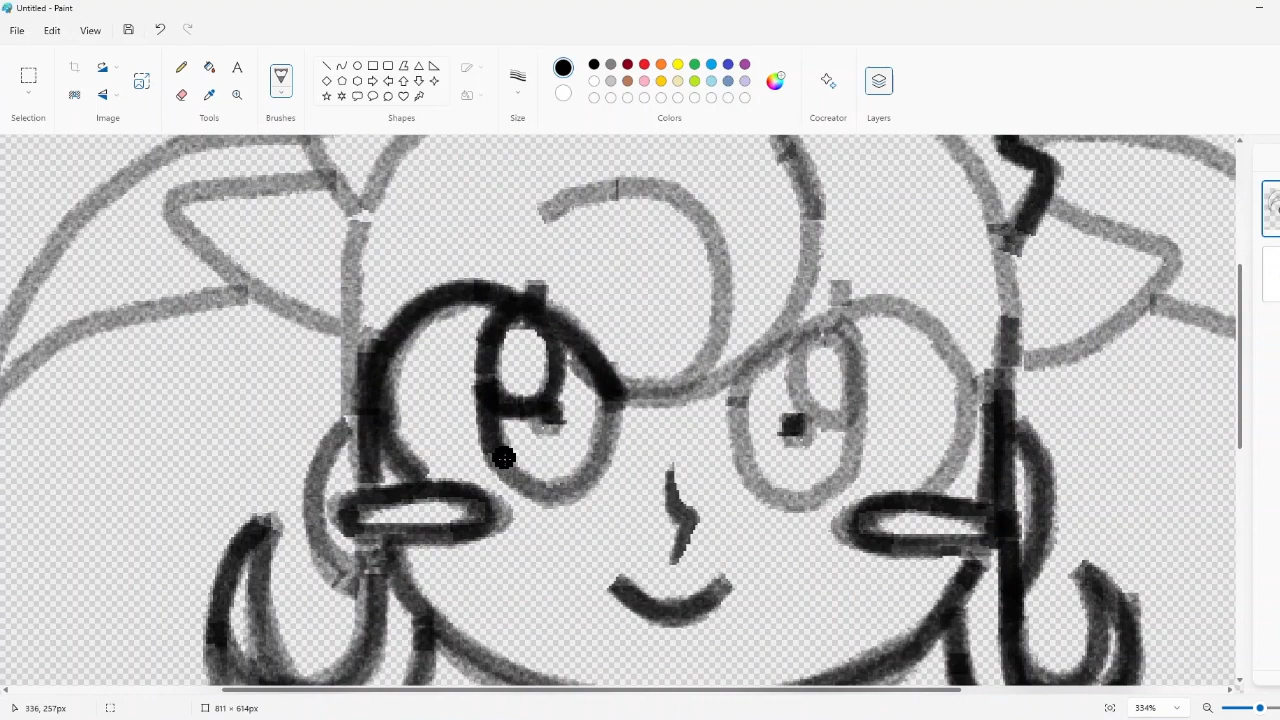 Untitled - Paint
File Edit View
Selection Image Tools Brushes Shapes Size Colors Cocreator Layers
336, 257px 811 × 614px 334%